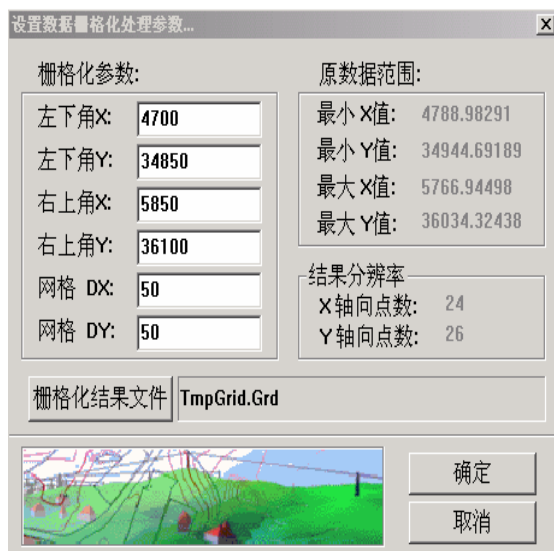 设置数据栅格化处理参数...
栅格化参数:
左下角X: 4700
左下角Y: 34850
右上角X: 5850
右上角Y: 36100
网格 DX: 50
网格 DY: 50
原数据范围:
最小X值: 4788.98291
最小Y值: 34944.69189
最大X值: 5766.94498
最大Y值: 36034.32438
结果分辨率
X轴向点数: 24
Y轴向点数: 26
栅格化结果文件 TmpGrid.Grd
确定
取消